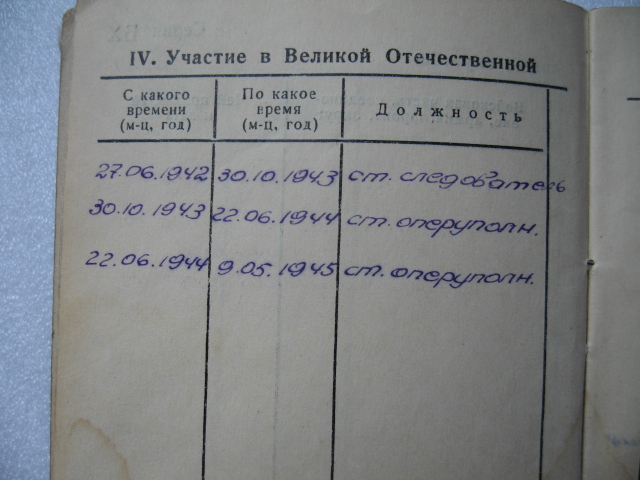 IV. Участие в Великой Отечественной
С какого времени (м-ц, год) По какое время (м-ц, год) Должность
27.06.1942 30.10.1943 ст. следователь
30.10.1943 22.06.1944 ст. оперуполн.
22.06.1944 9.05.1945 ст. оперуполн.